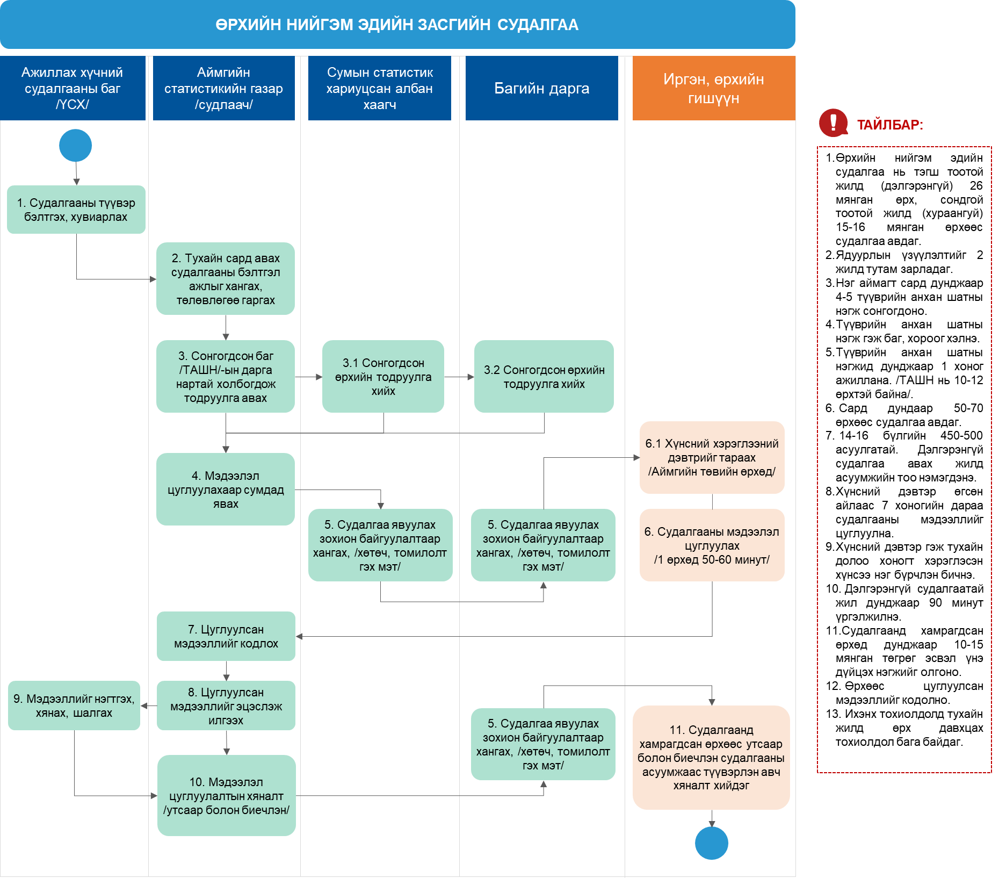 ӨРХИЙН НИЙГЭМ ЭДИЙН ЗАСГИЙН СУДАЛГАА
Ажиллах хүчний
судалгааны баг
/ҮСХ/
Аймгийн
статистикийн газар
/судлаач/
Сумын статистик
хариуцсан албан
хаагч
Багийн дарга
Иргэн, өрхийн
гишүүн
1. Судалгааны түүвэр
бэлтгэх, хувиарлах
2. Тухайн сард авах
судалгааны бэлтгэл
ажлыг хангах,
төлөвлөгөө гаргах
3. Сонгогдсон баг
/ТАШН/-ын дарга
нартай холбогдож
тодруулга авах
3.1 Сонгогдсон
өрхийн тодруулга
хийх
3.2 Сонгогдсон өрхийн
тодруулга хийх
4. Мэдээлэл
цуглуулахаар сумдад
явах
6.1 Хүнсний хэрэглээний
дэвтрийг тараах
/Аймгийн төвийн өрхөд/
5. Судалгаа явуулах
зохион байгуулалтаар
хангах, /хөтөч, томилолт
гэх мэт/
5. Судалгаа явуулах
зохион байгуулалтаар
хангах, /хөтөч, томилолт
гэх мэт/
6. Судалгааны мэдээлэл
цуглуулах
/1 өрхөд 50-60 минут/
7. Цуглуулсан
мэдээллийг кодлох
8. Цуглуулсан
мэдээллийг эцэслэж
илгээх
9. Мэдээллийг нэгтгэх,
хянах, шалгах
10. Мэдээлэл
цуглуулалтын хяналт
/утсаар болон биечлэн/
5. Судалгаа явуулах
зохион байгуулалтаар
хангах, /хөтөч, томилолт
гэх мэт/
11. Судалгаанд
хамрагдсан өрхөөс утсаар
болон биечлэн судалгааны
асуумжаас түүвэрлэн авч
хяналт хийдэг
ТАЙЛБАР:
1.Өрхийн нийгэм эдийн
судалгаа нь тэгш тоотой
жилд (дэлгэрэнгүй) 26
мянган өрх, сондгой
тоотой жилд (хураангуй)
15-16 мянган өрхөөс
судалгаа авдаг.
2.Ядуурлын үзүүлэлтийг 2
жилд тутам зарладаг.
3.Нэг аймагт сард дунджаар
4-5 түүврийн анхан шатны
нэгж сонгогдоно.
4.Түүврийн анхан шатны
нэгж гэж баг, хороог хэлнэ.
5.Түүврийн анхан шатны
нэгжид дунджаар 1 хоног
ажиллана. /ТАШН нь 10-12
өрхтэй байна/.
6. Сард дундаар 50-70
өрхөөс судалгаа авдаг.
7. 14-16 бүлгийн 450-500
асуулгатай. Дэлгэрэнгүй
судалгаа авах жилд
асуумжийн тоо нэмэгдэнэ.
8.Хүнсний дэвтэр өгсөн
айлаас 7 хоногийн дараа
судалгааны мэдээллийг
цуглуулна.
9.Хүнсний дэвтэр гэж тухайн
долоо хоногт хэрэглэсэн
хүнсээ нэг бүрчлэн бичнэ.
10. Дэлгэрэнгүй судалгаатай
жил дунджаар 90 минут
үргэлжилнэ.
11.Судалгаанд хамрагдсан
өрхөд дунджаар 10-15
мянган төгрөг эсвэл үнэ
дүйцэх нэгжийг олгоно.
12. Өрхөөс цуглуулсан
мэдээллийг кодолно.
13. Ихэнх тохиолдолд тухайн
жилд өрх давхцах
тохиолдол бага байдаг.